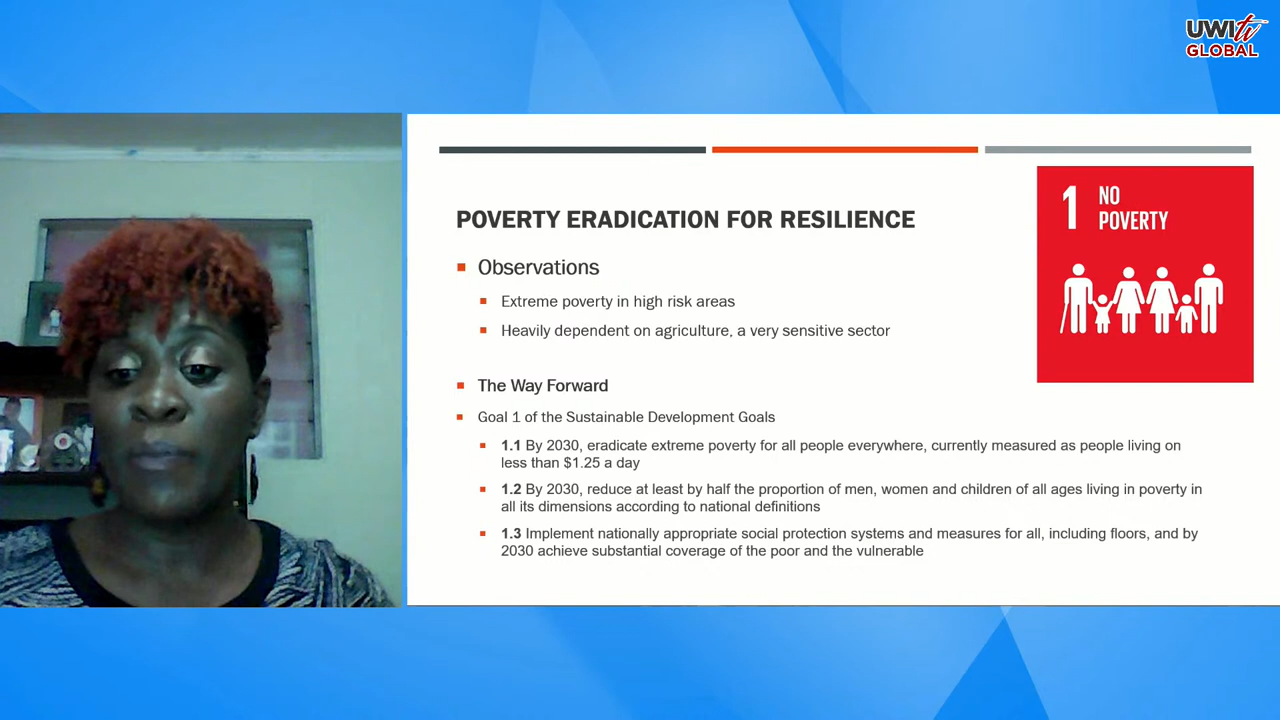 UWItv
GLOBAL
1 NO
POVERTY
POVERTY ERADICATION FOR RESILIENCE
Observations
Extreme poverty in high risk areas
Heavily dependent on agriculture, a very sensitive sector
The Way Forward
Goal 1 of the Sustainable Development Goals
1.1 By 2030, eradicate extreme poverty for all people everywhere, currently measured as people living on
less than $1.25 a day
1.2 By 2030, reduce at least by half the proportion of men, women and children of all ages living in poverty in
all its dimensions according to national definitions
1.3 Implement nationally appropriate social protection systems and measures for all, including floors, and by
2030 achieve substantial coverage of the poor and the vulnerable